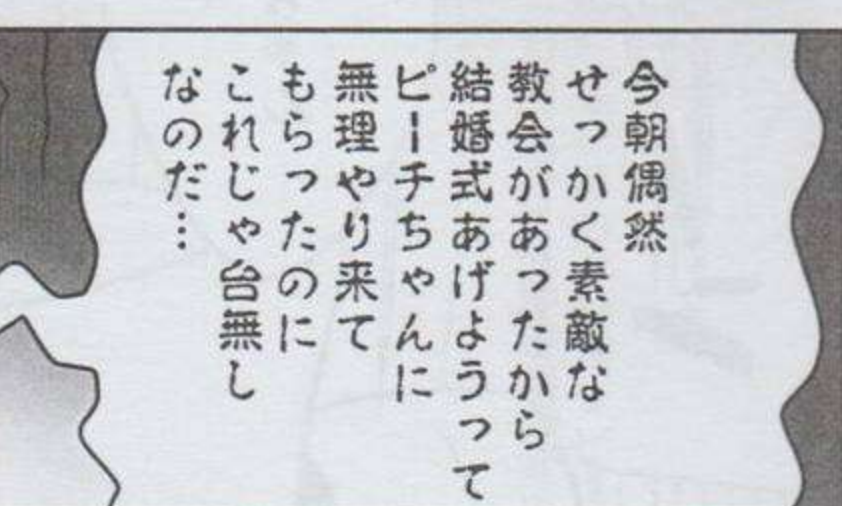 今朝偶然
せっかく素敵な
教会があったから
結婚式あげようって
ピーチちゃんに
無理やり来て
もらったのに
これじゃ台無し
なのだ…